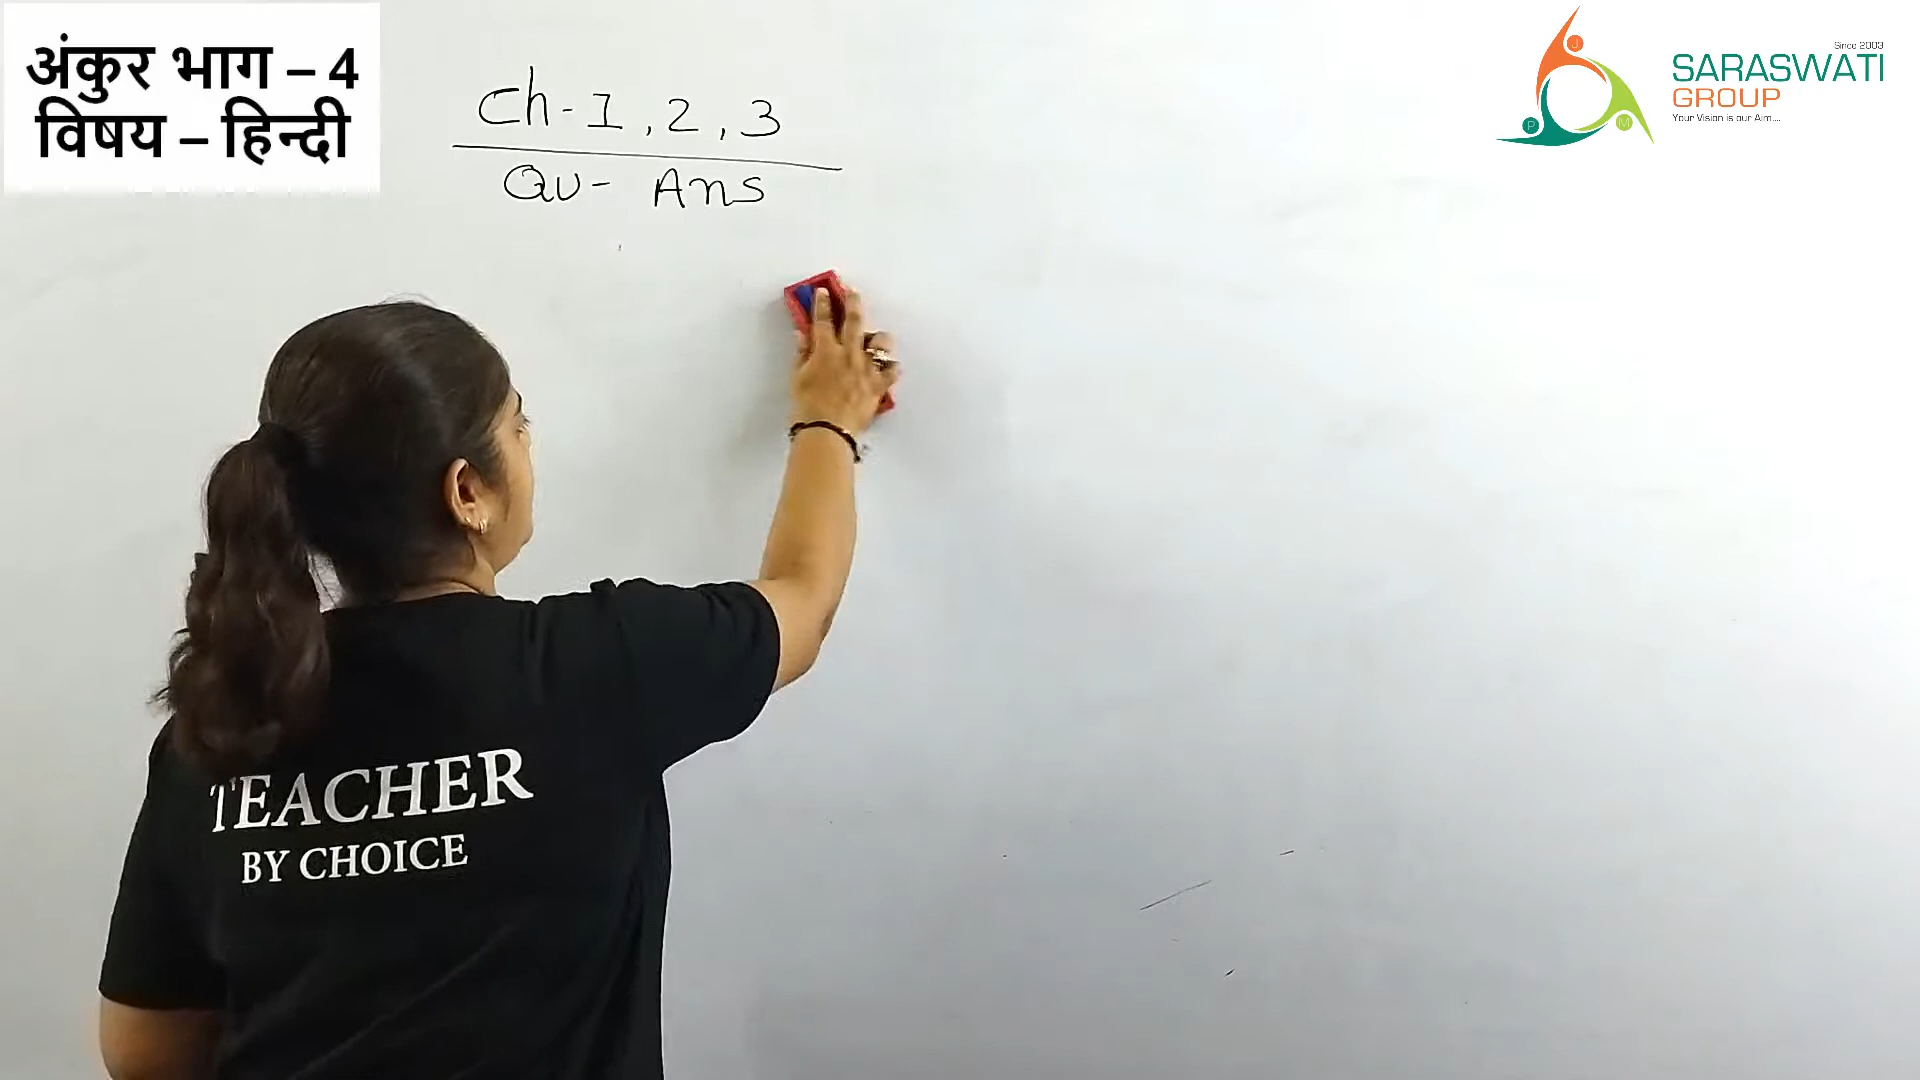 अंकुर भाग – 4
विषय – हिन्दी
Ch-1, 2, 3
Qu- Ans
Since 2003
SARASWATI
GROUP
Your Vision is our Aim....
J
P
M
TEACHER
BY CHOICE